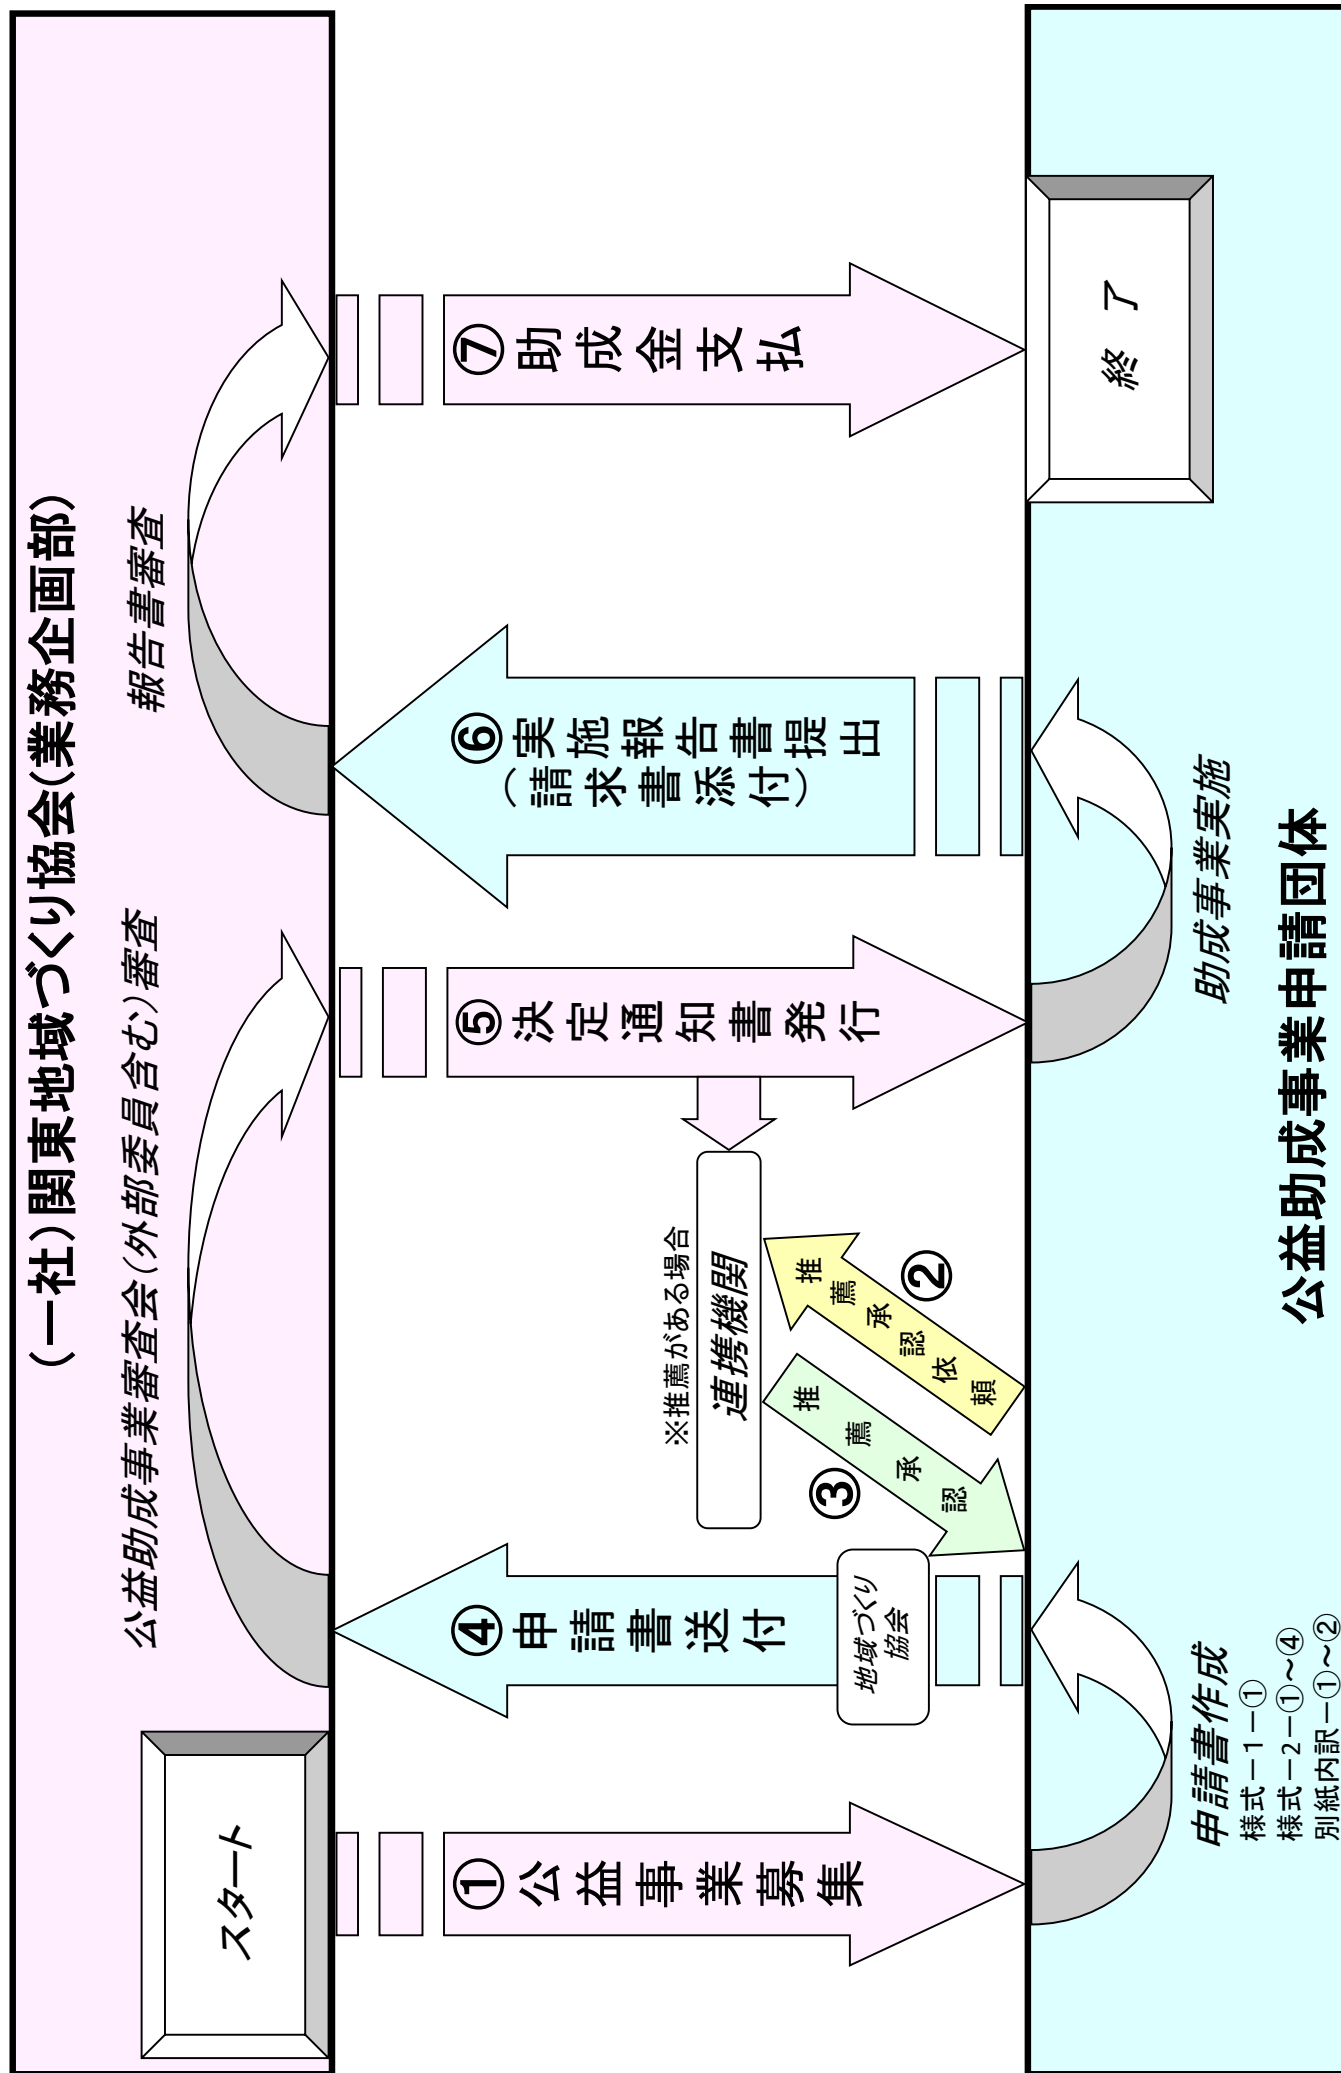 (一社)関東地域づくり協会(業務企画部)
公益助成事業審査会(外部委員含む)審査
報告書審査
スタート
①公益事業募集
④申請書送付
地域づくり
協会
※推薦がある場合
連携機関
②
推薦承認依頼
③
推薦承認
⑤決定通知書発行
⑥実施報告書提出
(請求書添付)
⑦助成金支払
終 了
申請書作成
様式-1-①
様式-2-①~④
別紙内訳-①~②
助成事業実施
公益助成事業申請団体